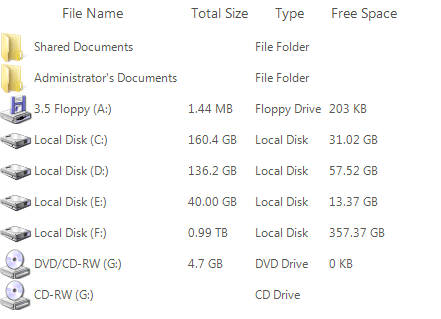 File Name Total Size Type Free Space
Shared Documents File Folder
Administrator's Documents File Folder
3.5 Floppy (A:) 1.44 MB Floppy Drive 203 KB
Local Disk (C:) 160.4 GB Local Disk 31.02 GB
Local Disk (D:) 136.2 GB Local Disk 57.52 GB
Local Disk (E:) 40.00 GB Local Disk 13.37 GB
Local Disk (F:) 0.99 TB Local Disk 357.37 GB
DVD/CD-RW (G:) 4.7 GB DVD Drive 0 KB
CD-RW (G:) CD Drive